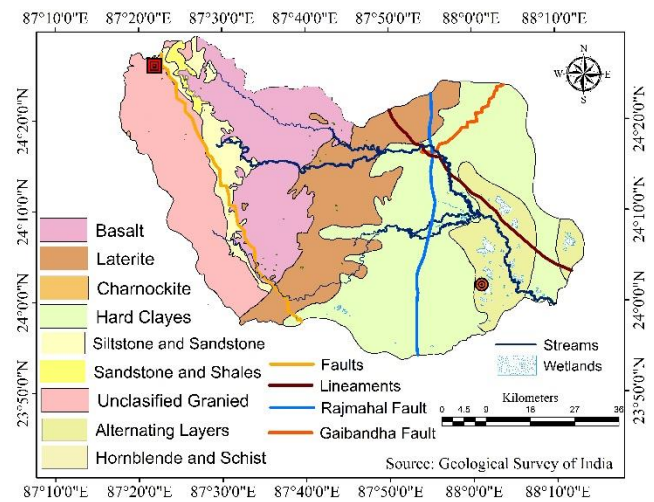 87°10'0"E 87°20'0"E 87°30'0"E 87°40'0"E 87°50'0"E 88°0'0"E 88°10'0"E
N
W E
S
24°20'0"N 24°20'0"N
24°10'0"N 24°10'0"N
24°0'0"N 24°0'0"N
23°50'0"N 23°50'0"N
Basalt
Laterite
Charnockite
Hard Clayes
Siltstone and Sandstone
Sandstone and Shales
Unclassified Granied
Alternating Layers
Hornblende and Schist
Faults
Lineaments
Rajmahal Fault
Gaibandha Fault
Streams
Wetlands
Kilometers
0 4.5 9 18 27 36
Source: Geological Survey of India
87°10'0"E 87°20'0"E 87°30'0"E 87°40'0"E 87°50'0"E 88°0'0"E 88°10'0"E